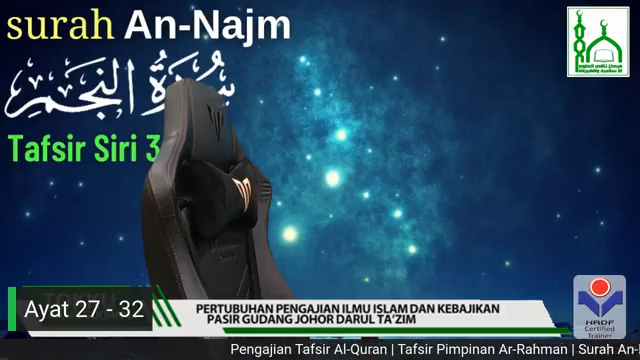 surah An-Najm
سُورَةُ النَّجْمِ
Tafsir Siri 3
Ayat 27 - 32
PERTUBUHAN PENGAJIAN ILMU ISLAM DAN KEBAJIKAN
PASIR GUDANG JOHOR DARUL TA'ZIM
HRDF
Certified
Trainer
Pengajian Tafsir Al-Quran | Tafsir Pimpinan Ar-Rahman | Surah An-